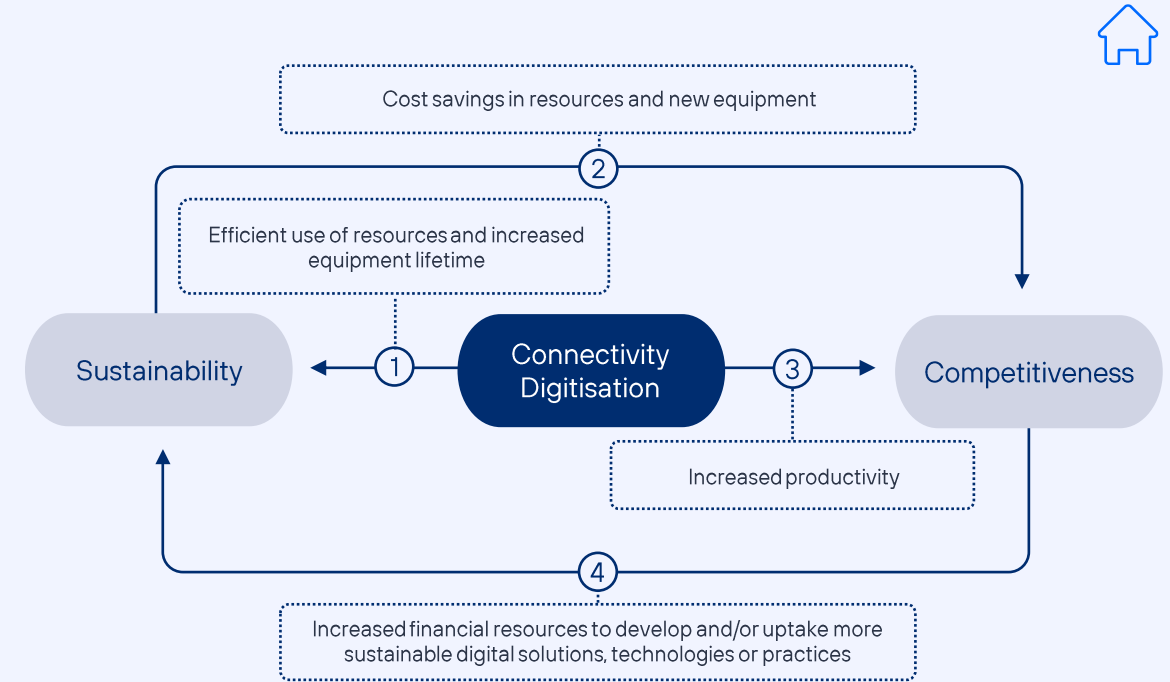 Cost savings in resources and new equipment
2
Efficient use of resources and increased
equipment lifetime
Sustainability
1
Connectivity
Digitisation
3
Competitiveness
Increased productivity
4
Increased financial resources to develop and/or uptake more
sustainable digital solutions, technologies or practices